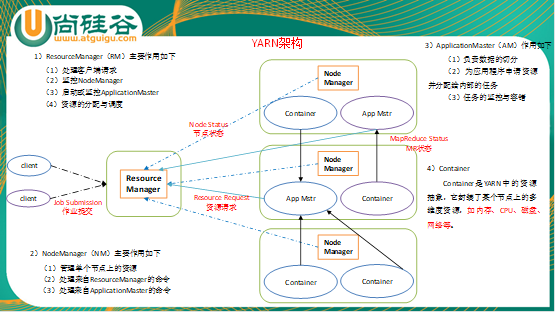 尚硅谷
www.atguigu.com
YARN架构
1）ResourceManager（RM）主要作用如下
（1）处理客户端请求
（2）监控NodeManager
（3）启动或监控ApplicationMaster
（4）资源的分配与调度
3）ApplicationMaster（AM）作用如下
（1）负责数据的切分
（2）为应用程序申请资源
并分配给内部的任务
（3）任务的监控与容错
Node
Manager
Container
App Mstr
Node Status
节点状态
MapReduce Status
MR状态
client
client
Resource
Manager
Job Submission
作业提交
Node
Manager
App Mstr
Container
Resource Request
资源请求
4）Container
Container是YARN中的资源
抽象，它封装了某个节点上的多
维度资源，如内存、CPU、磁盘、
网络等。
2）NodeManager（NM）主要作用如下
（1）管理单个节点上的资源
（2）处理来自ResourceManager的命令
（3）处理来自ApplicationMaster的命令
Node
Manager
Container
Container